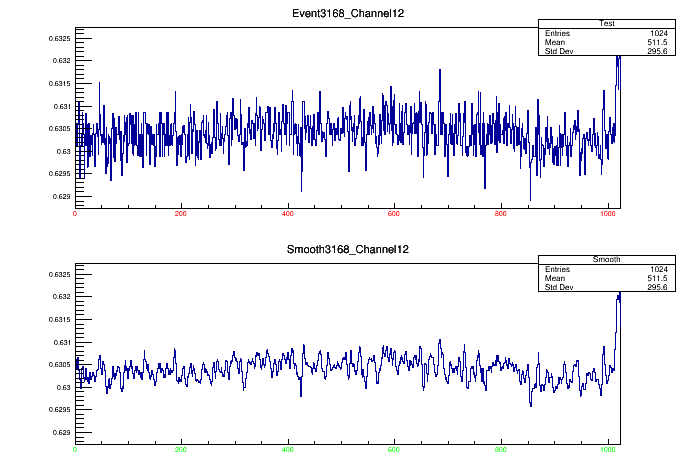 Event3168_Channel12
Test
Entries 1024
Mean 511.5
Std Dev 295.6
0.6325
0.632
0.6315
0.631
0.6305
0.63
0.6295
0.629
0 200 400 600 800 1000
Smooth3168_Channel12
Smooth
Entries 1024
Mean 511.5
Std Dev 295.6
0.6325
0.632
0.6315
0.631
0.6305
0.63
0.6295
0.629
0 200 400 600 800 1000